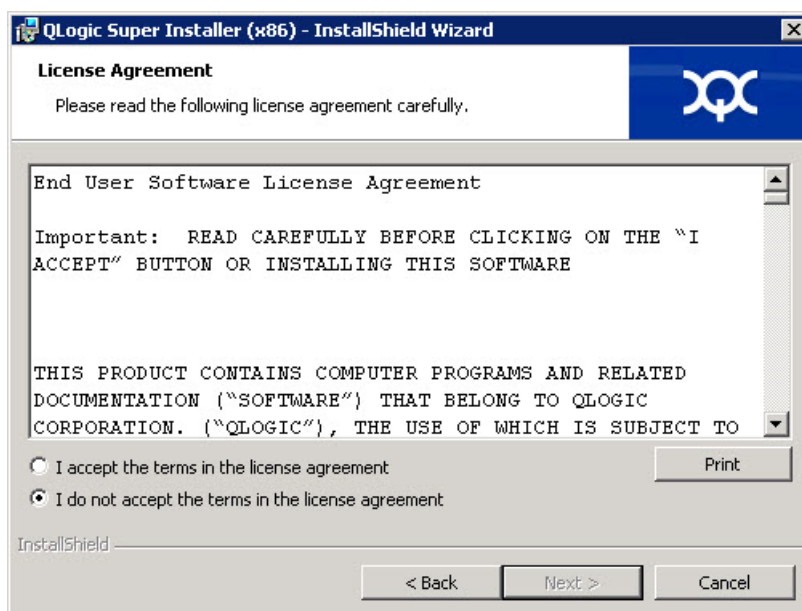 QLogic Super Installer (x86) - InstallShield Wizard
License Agreement
Please read the following license agreement carefully.
End User Software License Agreement
Important:  READ CAREFULLY BEFORE CLICKING ON THE “I
ACCEPT” BUTTON OR INSTALLING THIS SOFTWARE
THIS PRODUCT CONTAINS COMPUTER PROGRAMS AND RELATED
DOCUMENTATION (“SOFTWARE”) THAT BELONG TO QLOGIC
CORPORATION. (“QLOGIC”), THE USE OF WHICH IS SUBJECT TO
I accept the terms in the license agreement
Print
I do not accept the terms in the license agreement
InstallShield
< Back
Next >
Cancel